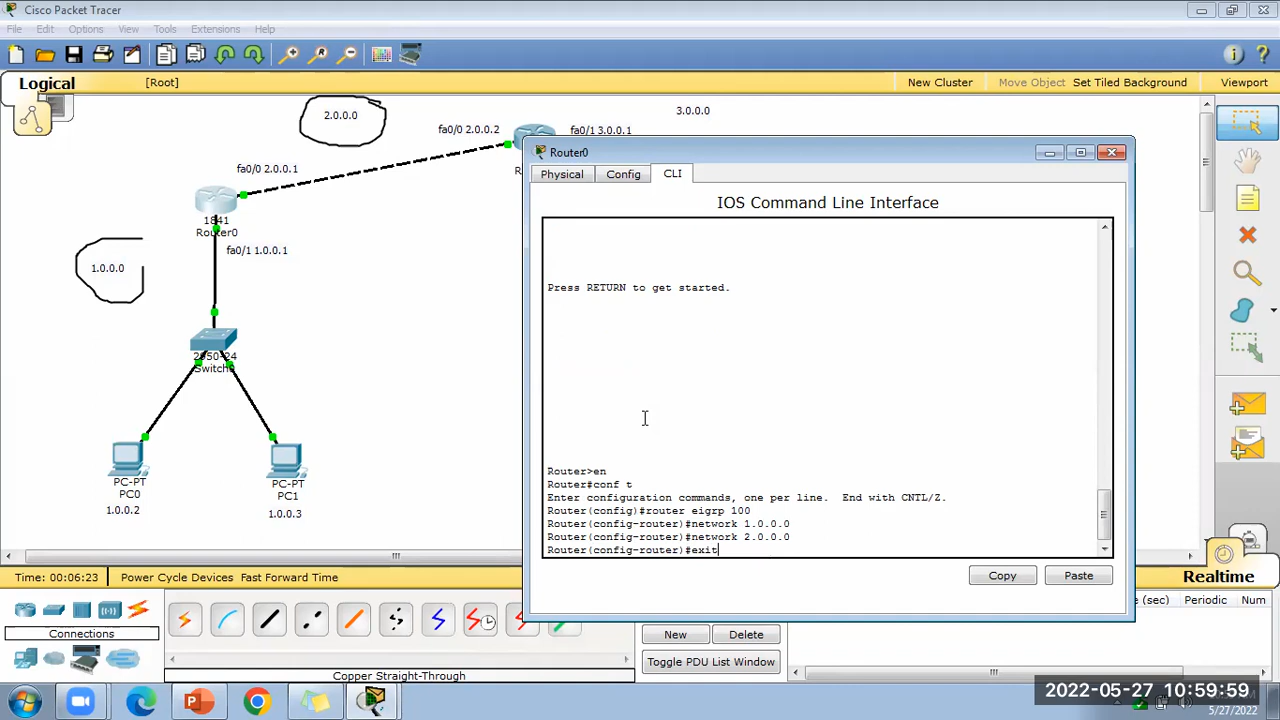 Cisco Packet Tracer
File Edit Options View Tools Extensions Help
Logical [Root] New Cluster Move Object Set Tiled Background Viewport
2.0.0.0
3.0.0.0
fa0/0 2.0.0.2
fa0/1 3.0.0.1
fa0/0 2.0.0.1
1841
Router0
fa0/1 1.0.0.1
1.0.0.0
2950-24
Switch0
PC-PT
PC0
1.0.0.2
PC-PT
PC1
1.0.0.3
Router0
Physical Config CLI
IOS Command Line Interface
Press RETURN to get started.
Router>en
Router#conf t
Enter configuration commands, one per line. End with CNTL/Z.
Router(config)#router eigrp 100
Router(config-router)#network 1.0.0.0
Router(config-router)#network 2.0.0.0
Router(config-router)#exit
Copy Paste
Time: 00:06:23 Power Cycle Devices Fast Forward Time
Realtime
(sec) Periodic Num
Connections
New Delete
Toggle PDU List Window
Copper Straight-Through
2022-05-27 10:59:59
5/27/2022